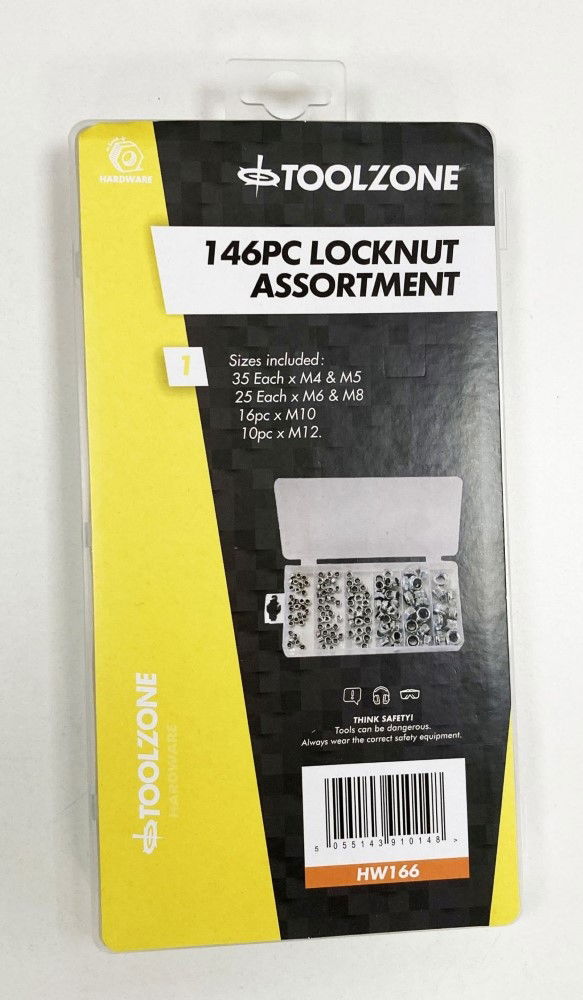 HARDWARE
TOOLZONE
146PC LOCKNUT
ASSORTMENT
1
Sizes included:
35 Each x M4 & M5
25 Each x M6 & M8
16pc x M10
10pc x M12.
THINK SAFETY!
Tools can be dangerous.
Always wear the correct safety equipment.
TOOLZONE
HARDWARE
5 055143 910148 >
HW166